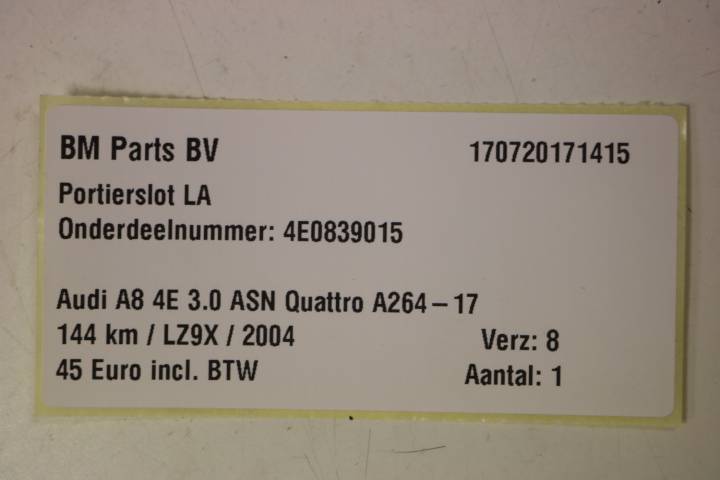 BM Parts BV 170720171415
Portierslot LA
Onderdeelnummer: 4E0839015
Audi A8 4E 3.0 ASN Quattro A264 – 17
144 km / LZ9X / 2004 Verz: 8
45 Euro incl. BTW Aantal: 1